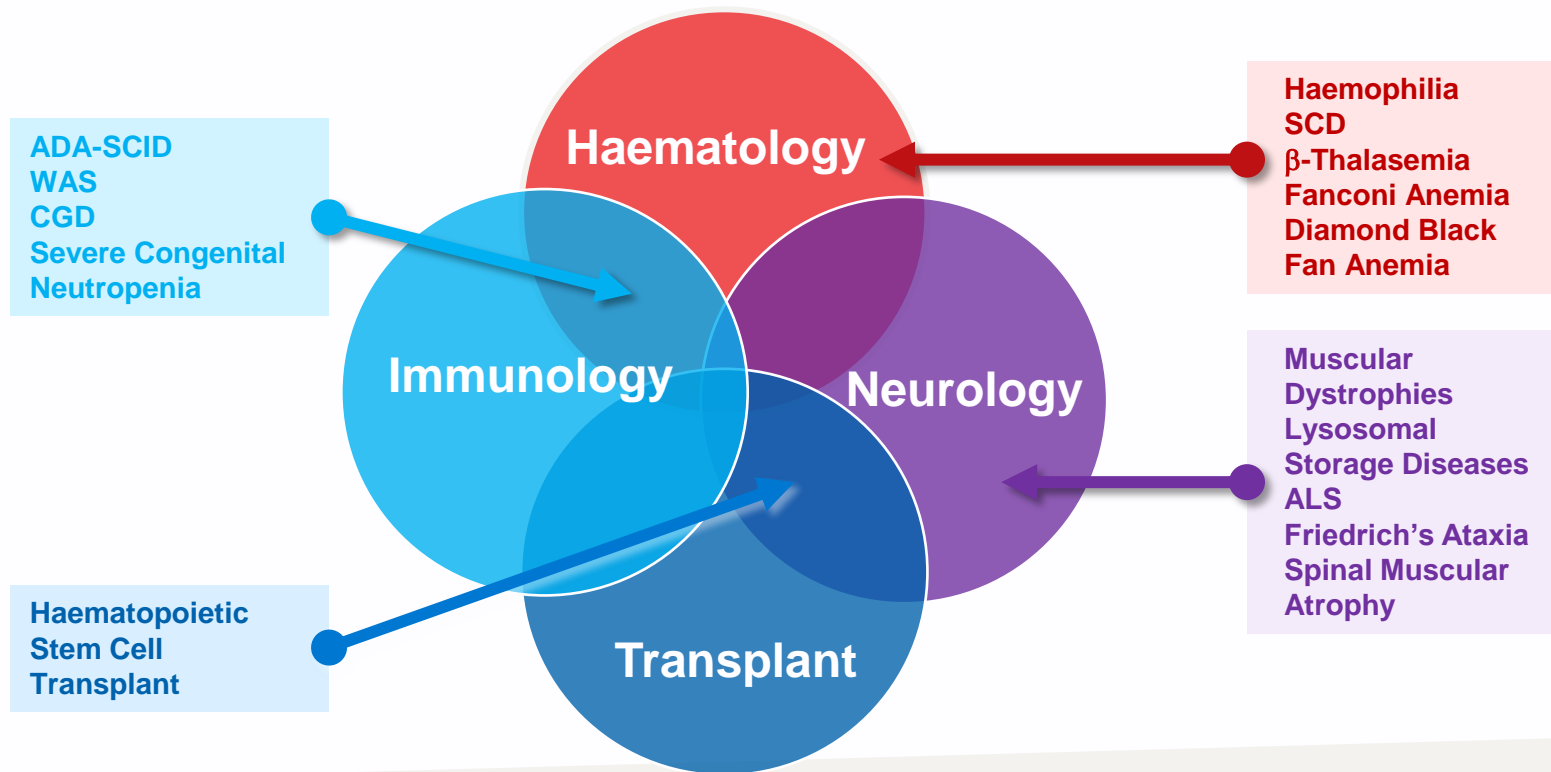 Haematology
Immunology
Neurology
Transplant
ADA-SCID
WAS
CGD
Severe Congenital
Neutropenia
Haematopoietic
Stem Cell
Transplant
Haemophilia
SCD
β-Thalasemia
Fanconi Anemia
Diamond Black
Fan Anemia
Muscular
Dystrophies
Lysosomal
Storage Diseases
ALS
Friedrich’s Ataxia
Spinal Muscular
Atrophy